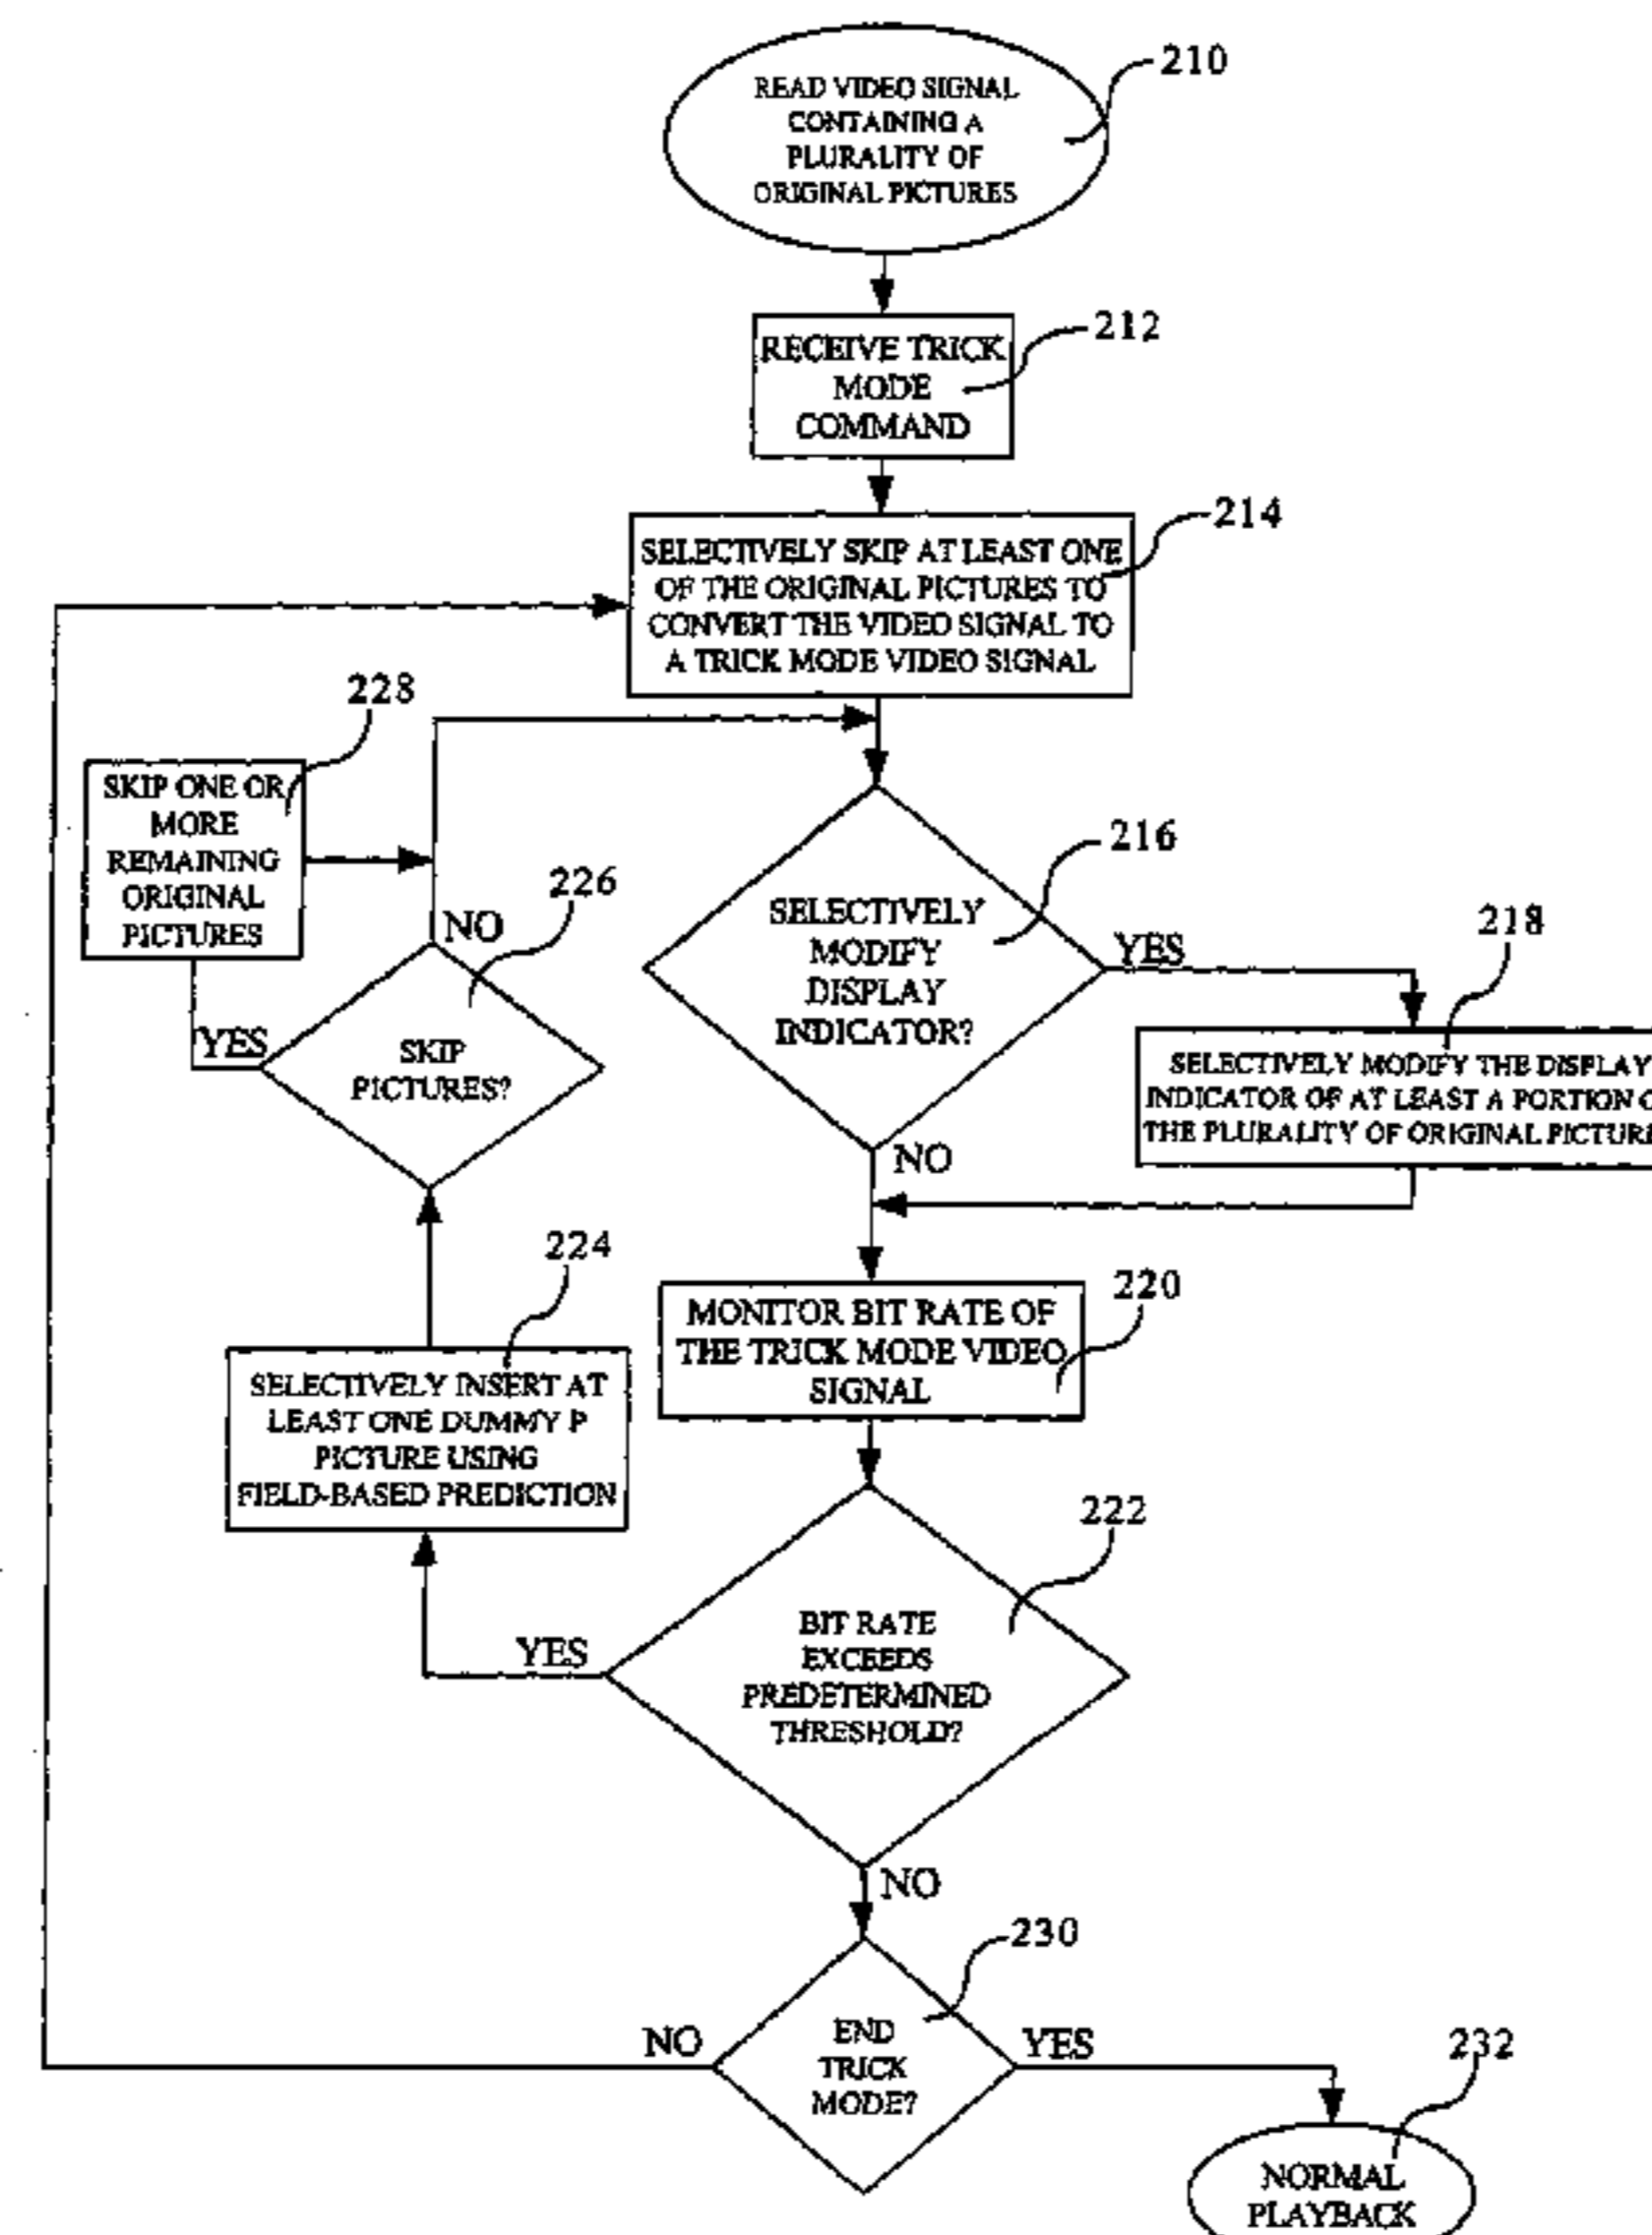 210
READ VIDEO SIGNAL
CONTAINING A
PLURALITY OF
ORIGINAL PICTURES
212
RECEIVE TRICK
MODE
COMMAND
214
SELECTIVELY SKIP AT LEAST ONE
OF THE ORIGINAL PICTURES TO
CONVERT THE VIDEO SIGNAL TO
A TRICK MODE VIDEO SIGNAL
228
SKIP ONE OR
MORE
REMAINING
ORIGINAL
PICTURES
216
SELECTIVELY
MODIFY
DISPLAY
INDICATOR?
YES
NO
218
SELECTIVELY MODIFY THE DISPLAY
INDICATOR OF AT LEAST A PORTION
THE PLURALITY OF ORIGINAL PICTURE
226
NO
YES
SKIP
PICTURES?
224
SELECTIVELY INSERT AT
LEAST ONE DUMMY P
PICTURE USING
FIELD-BASED PREDICTION
220
MONITOR BIT RATE OF
THE TRICK MODE VIDEO
SIGNAL
222
BIT RATE
EXCEEDS
PREDETERMINED
THRESHOLD?
YES
NO
230
END
TRICK
MODE?
NO
YES
232
NORMAL
PLAYBACK